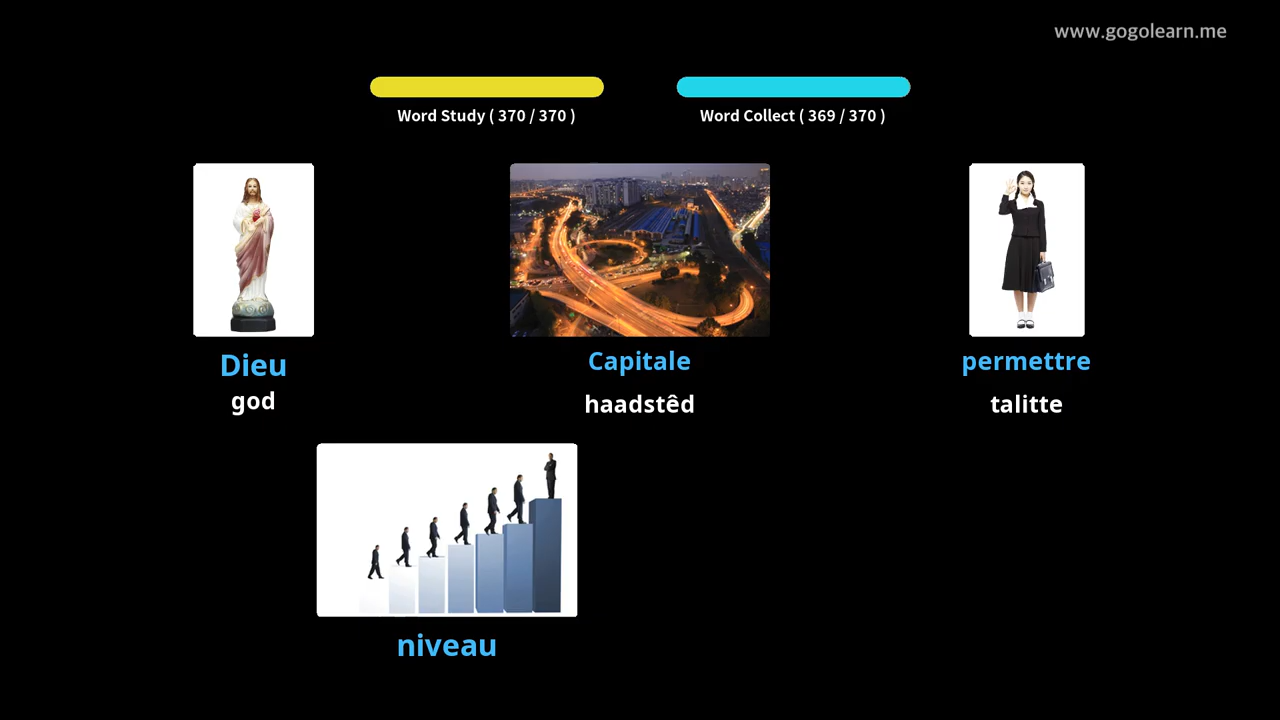 www.gogolearn.me
Word Study ( 370 / 370 )
Word Collect ( 369 / 370 )
Dieu
god
Capitale
haadstêd
permettre
talitte
niveau